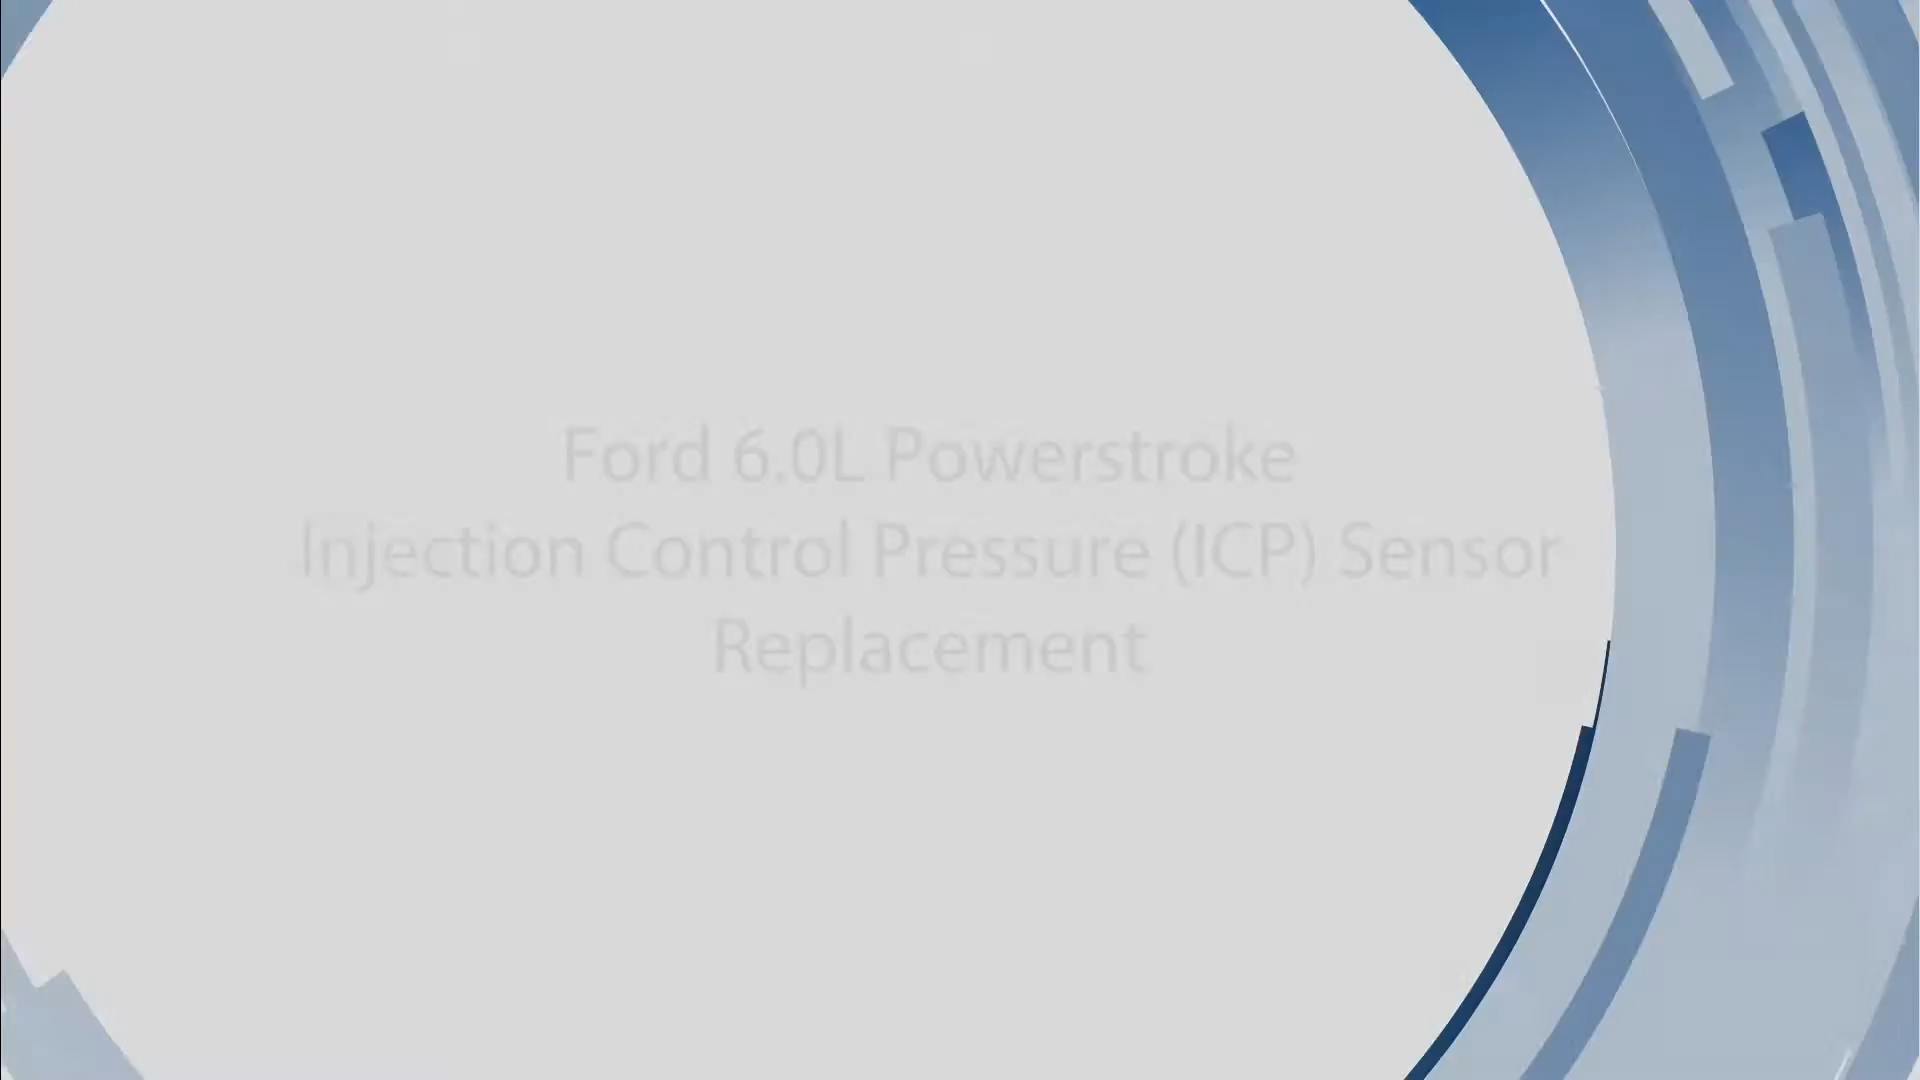 Ford 6.0L Powerstroke
Injection Control Pressure (ICP) Sensor
Replacement